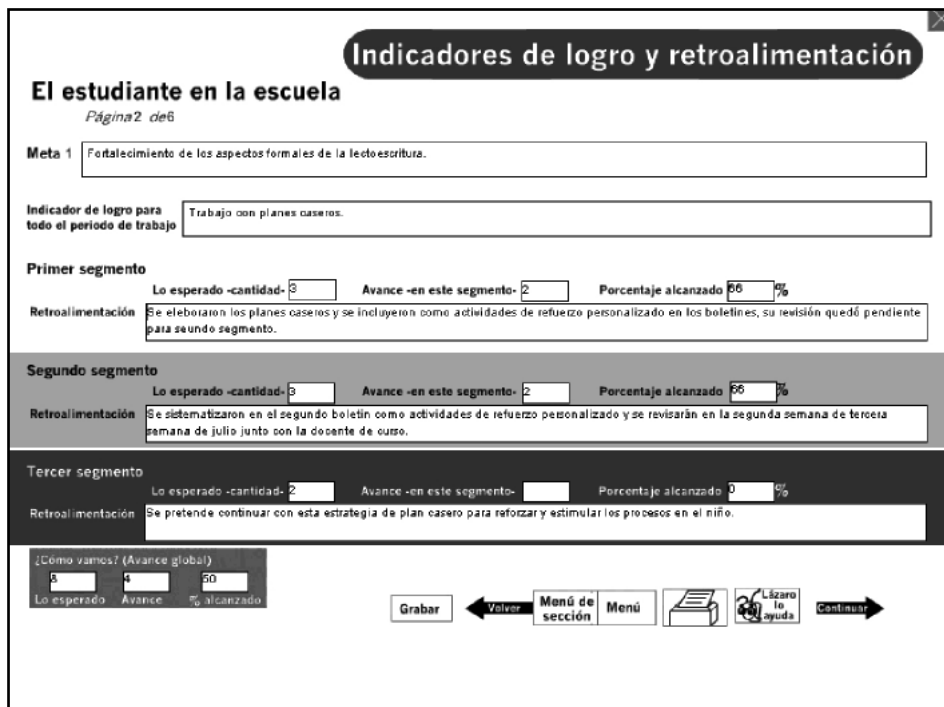 Indicadores de logro y retroalimentación
El estudiante en la escuela
Página 2 de6
Meta 1 Fortalecimiento de los aspectos formales de la lectoescritura.
Indicador de logro para
todo el periodo de trabajo Trabajo con planes caseros.
Primer segmento
Lo esperado -cantidad- 3 Avance -en este segmento- 2 Porcentaje alcanzado 66 %
Retroalimentación Se eleboraron los planes caseros y se incluyeron como actividades de refuerzo personalizado en los boletines, su revisión quedó pendiente
para seundo segmento.
Segundo segmento
Lo esperado -cantidad- 3 Avance -en este segmento- 2 Porcentaje alcanzado 66 %
Retroalimentación Se sistematizaron en el segundo boletin como actividades de refuerzo personalizado y se revisarán en la segunda semana de tercera
semana de julio junto con la docente de curso.
Tercer segmento
Lo esperado -cantidad- 2 Avance -en este segmento- Porcentaje alcanzado 0 %
Retroalimentación Se pretende continuar con esta estrategia de plan casero para reforzar y estimular los procesos en el niño.
¿Cómo vamos? (Avance global)
8 4 50
Lo esperado Avance % alcanzado
Grabar Volver Menú de sección Menú Lázaro lo ayuda Continuar